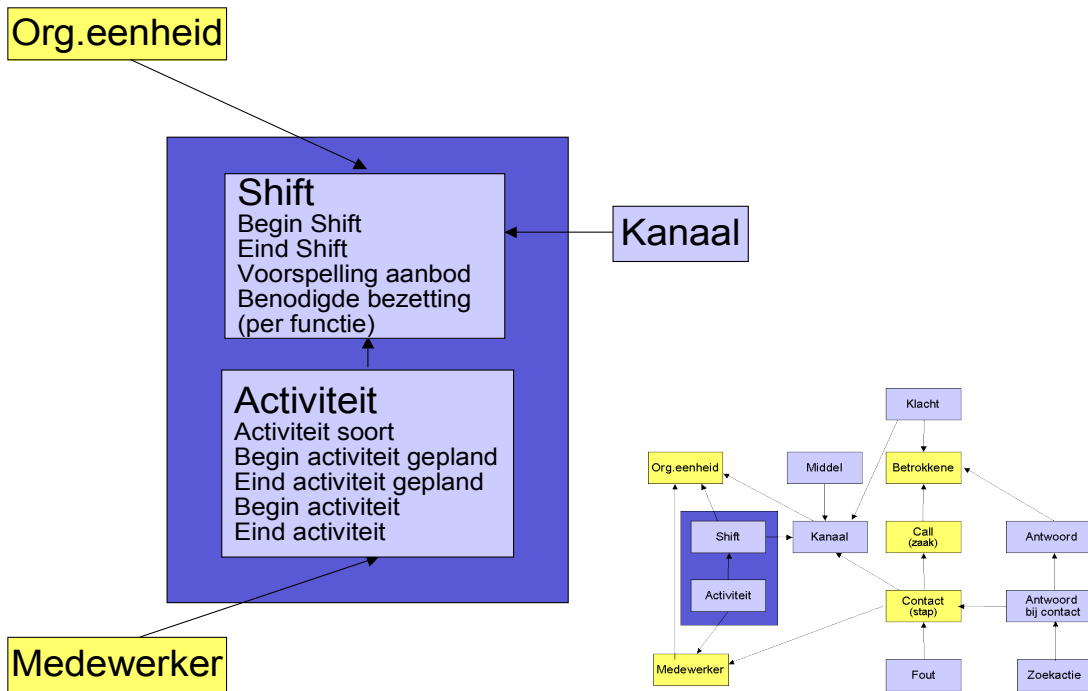 Org.eenheid
Shift
Begin Shift
Eind Shift
Voorspelling aanbod
Benodigde bezetting
(per functie)
Kanaal
Activiteit
Activiteit soort
Begin activiteit gepland
Eind activiteit gepland
Begin activiteit
Eind activiteit
Medewerker
Klacht
Org.eenheid
Middel
Betrokkene
Shift
Kanaal
Call
(zaak)
Antwoord
Activiteit
Contact
(stap)
Antwoord
bij contact
Medewerker
Fout
Zoekactie